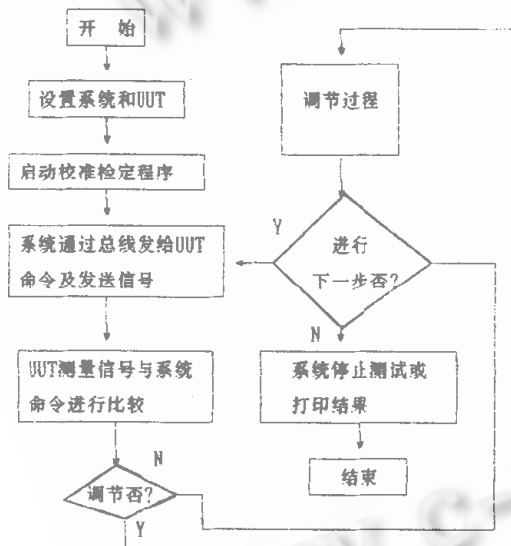 开 始
设置系统和UUT
启动校准检定程序
系统通过总线发给UUT
命令及发送信号
UUT测量信号与系统
命令进行比较
调节否?
N
Y
调节过程
进行
下一步否?
Y
N
系统停止测试或
打印结果
结束